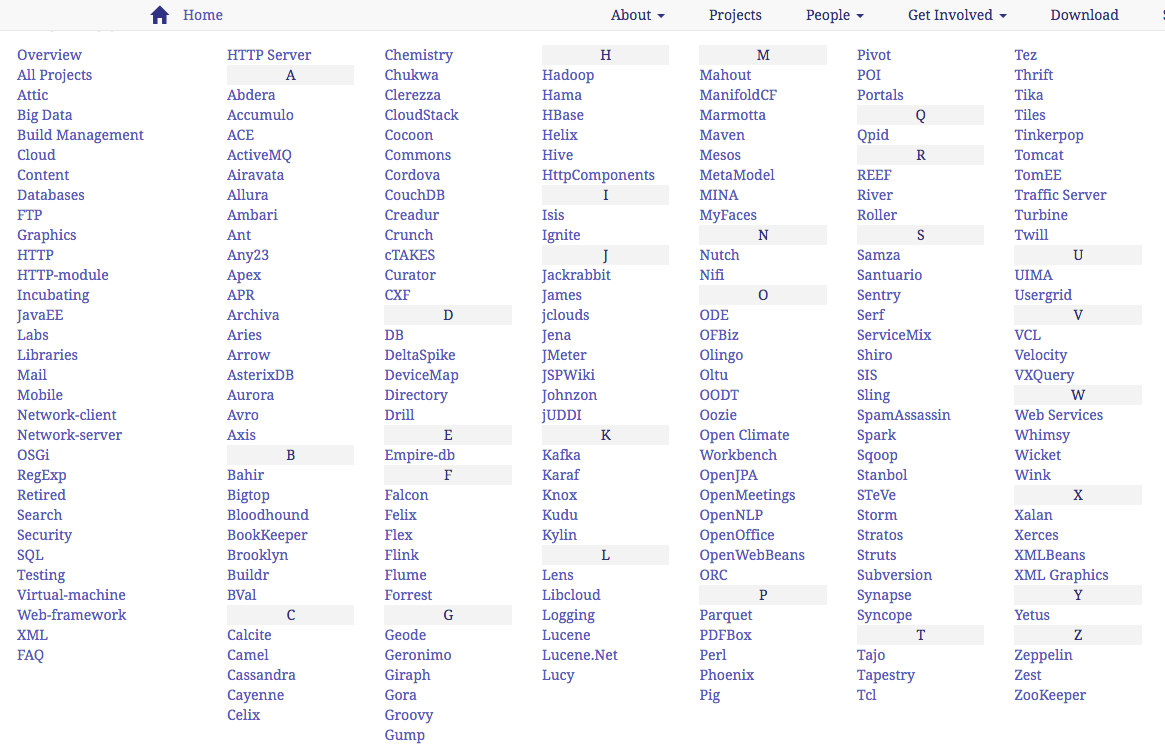 Home
About
Projects
People
Get Involved
Download
Overview
All Projects
Attic
Big Data
Build Management
Cloud
Content
Databases
FTP
Graphics
HTTP
HTTP-module
Incubating
JavaEE
Labs
Libraries
Mail
Mobile
Network-client
Network-server
OSGi
RegExp
Retired
Search
Security
SQL
Testing
Virtual-machine
Web-framework
XML
FAQ
HTTP Server
A
Abdera
Accumulo
ACE
ActiveMQ
Airavata
Allura
Ambari
Ant
Any23
Apex
APR
Archiva
Aries
Arrow
AsterixDB
Aurora
Avro
Axis
B
Bahir
Bigtop
Bloodhound
BookKeeper
Brooklyn
Buildr
BVal
C
Calcite
Camel
Cassandra
Cayenne
Celix
Chemistry
Chukwa
Clerezza
CloudStack
Cocoon
Commons
Cordova
CouchDB
Creadur
Crunch
cTAKES
Curator
CXF
D
DB
DeltaSpike
DeviceMap
Directory
Drill
E
Empire-db
F
Falcon
Felix
Flex
Flink
Flume
Forrest
G
Geode
Geronimo
Giraph
Gora
Groovy
Gump
H
Hadoop
Hama
HBase
Helix
Hive
HttpComponents
I
Isis
Ignite
J
Jackrabbit
James
jclouds
Jena
JMeter
JSPWiki
Johnzon
jUDDI
K
Kafka
Karaf
Knox
Kudu
Kylin
L
Lens
Libcloud
Logging
Lucene
Lucene.Net
Lucy
M
Mahout
ManifoldCF
Marmotta
Maven
Mesos
MetaModel
MINA
MyFaces
N
Nutch
Nifi
O
ODE
OFBiz
Olingo
Oltu
OODT
Oozie
Open Climate
Workbench
OpenJPA
OpenMeetings
OpenNLP
OpenOffice
OpenWebBeans
ORC
P
Parquet
PDFBox
Perl
Phoenix
Pig
Pivot
POI
Portals
Q
Qpid
R
REEF
River
Roller
S
Samza
Santuario
Sentry
Serf
ServiceMix
Shiro
SIS
Sling
SpamAssassin
Spark
Sqoop
Stanbol
STeVe
Storm
Stratos
Struts
Subversion
Synapse
Syncope
T
Tajo
Tapestry
Tcl
Tez
Thrift
Tika
Tiles
Tinkerpop
Tomcat
TomEE
Traffic Server
Turbine
Twill
U
UIMA
Usergrid
V
VCL
Velocity
VXQuery
W
Web Services
Whimsy
Wicket
Wink
X
Xalan
Xerces
XMLBeans
XML Graphics
Y
Yetus
Z
Zeppelin
Zest
ZooKeeper